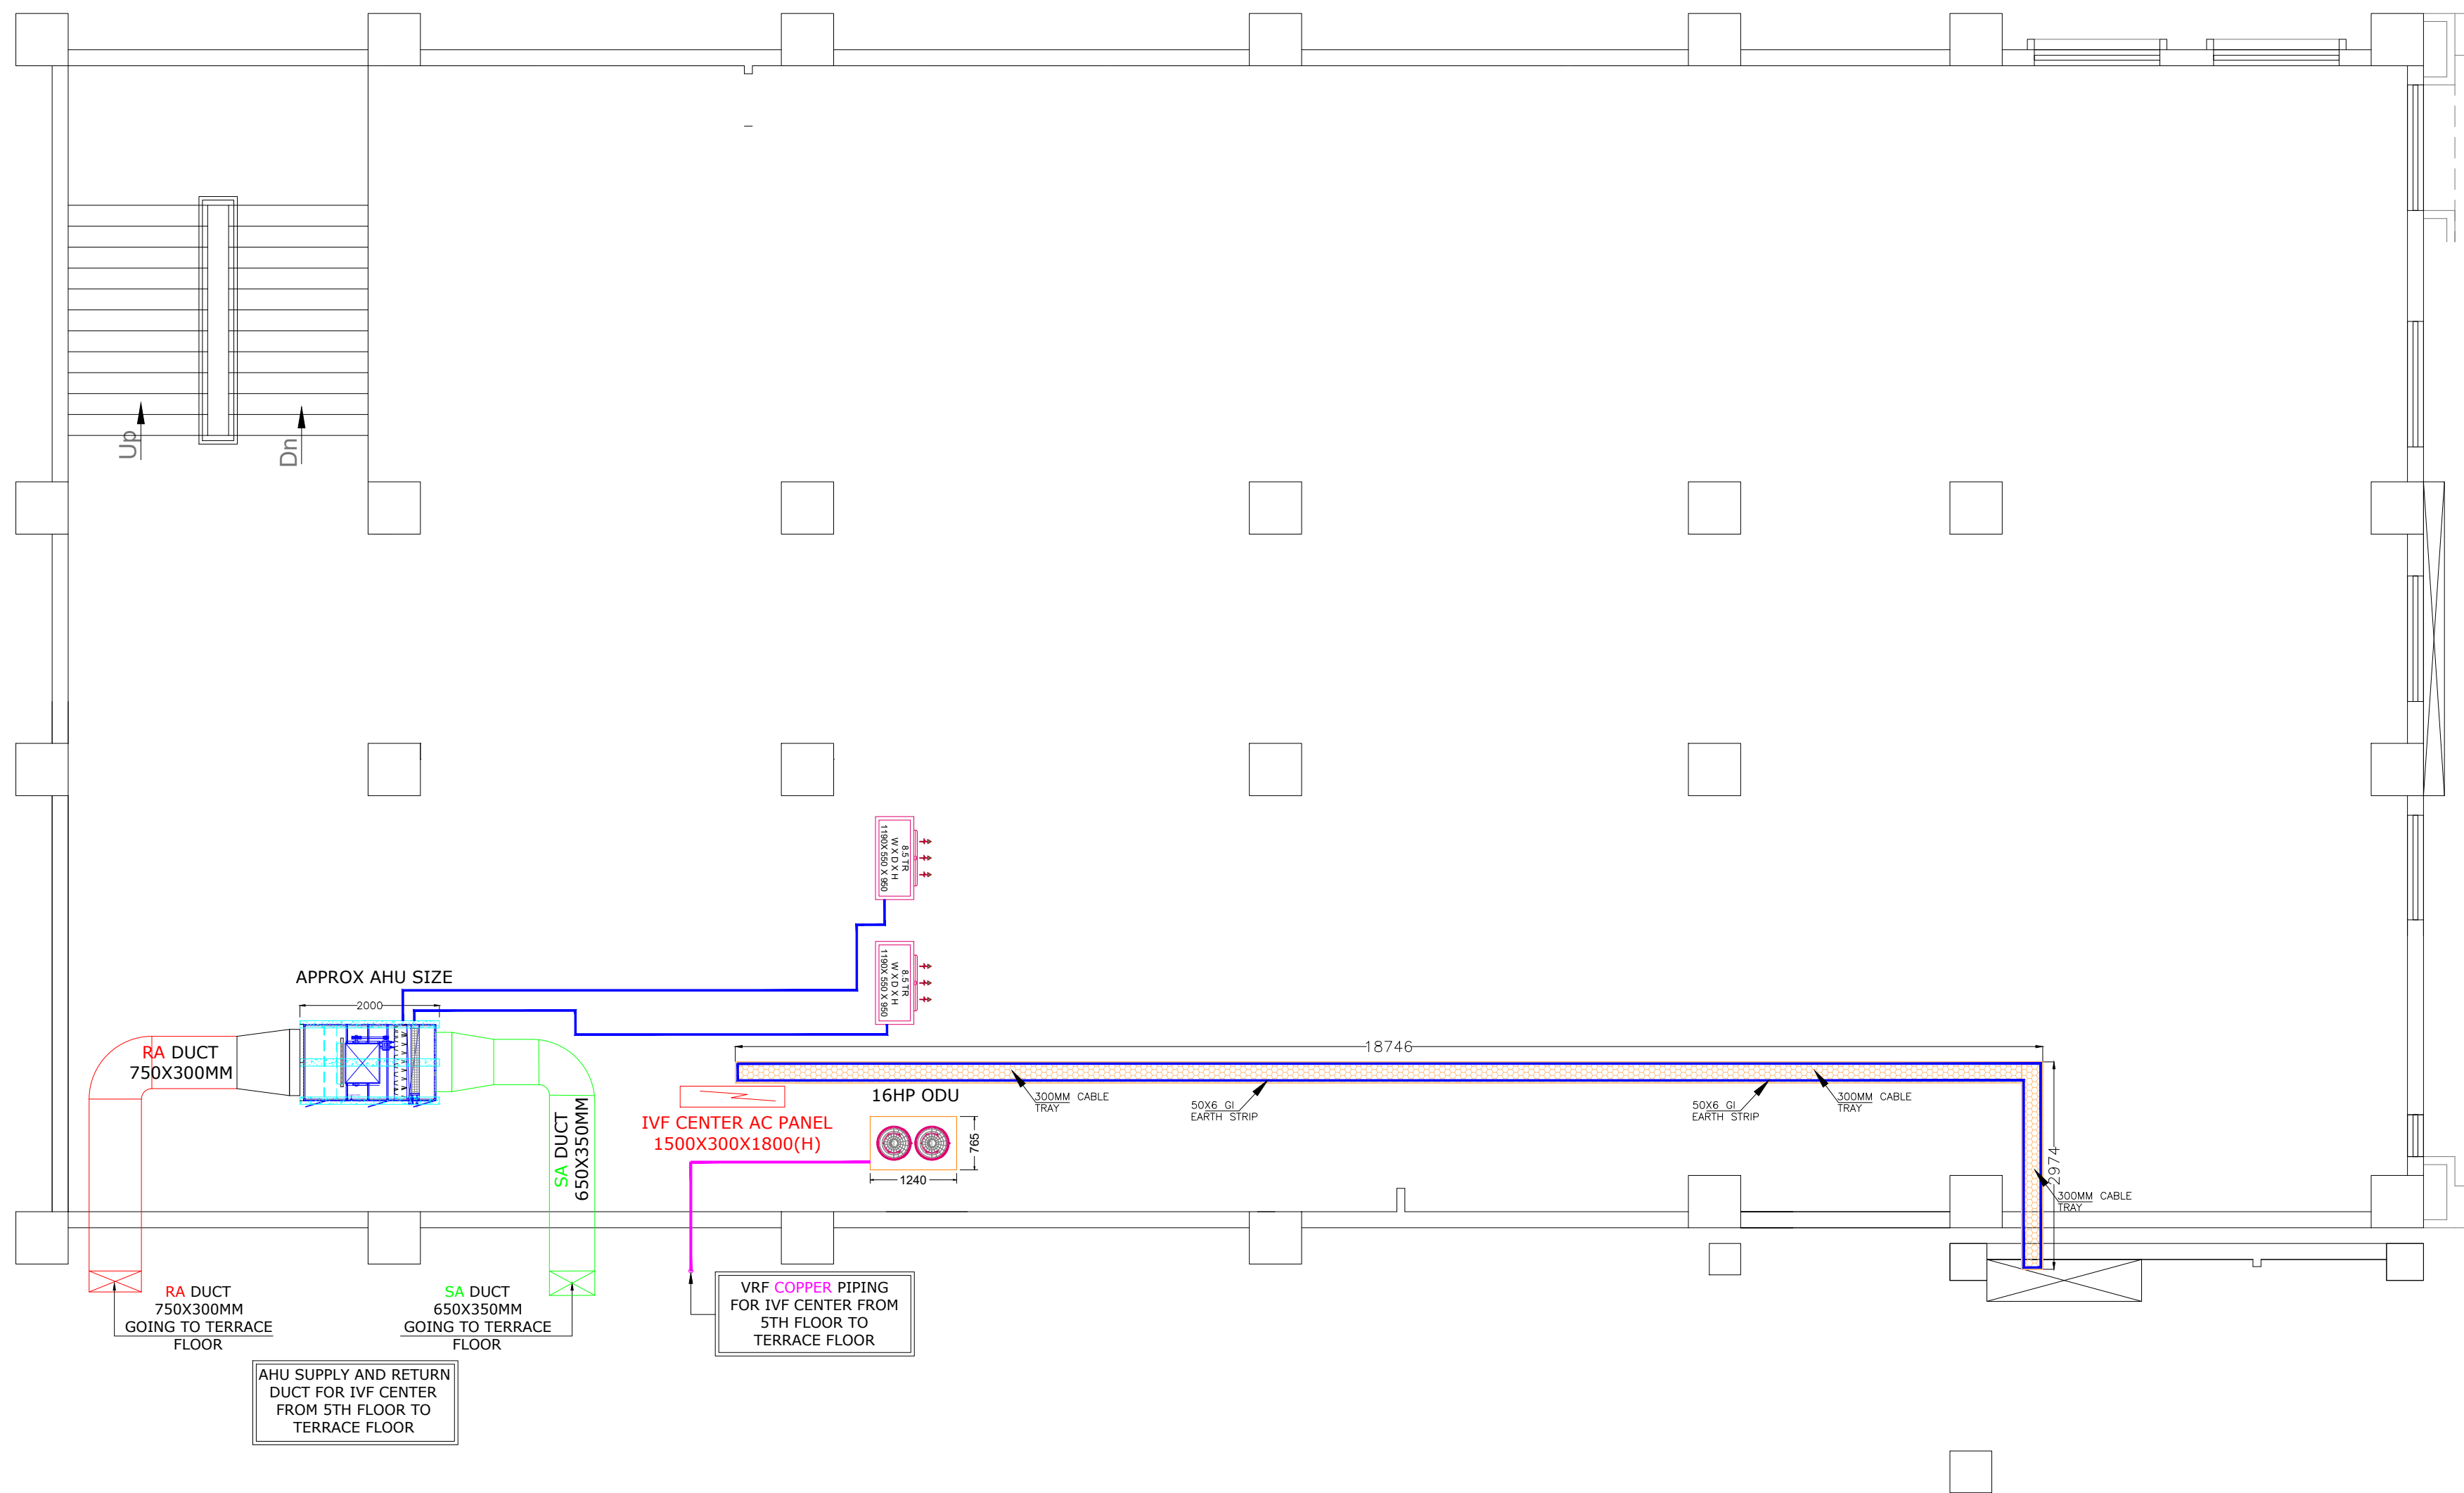 Up
Dn
8.5 TR
W X D X H
1190X 550 X 950
8.5 TR
W X D X H
1190X 550 X 950
APPROX AHU SIZE
2000
RA DUCT
750X300MM
SA DUCT
650X350MM
18746
16HP ODU
300MM CABLE
TRAY
50X6 GI
EARTH STRIP
50X6 GI
EARTH STRIP
300MM CABLE
TRAY
IVF CENTER AC PANEL
1500X300X1800(H)
765
1240
2974
300MM CABLE
TRAY
RA DUCT
750X300MM
GOING TO TERRACE
FLOOR
SA DUCT
650X350MM
GOING TO TERRACE
FLOOR
VRF COPPER PIPING
FOR IVF CENTER FROM
5TH FLOOR TO
TERRACE FLOOR
AHU SUPPLY AND RETURN
DUCT FOR IVF CENTER
FROM 5TH FLOOR TO
TERRACE FLOOR